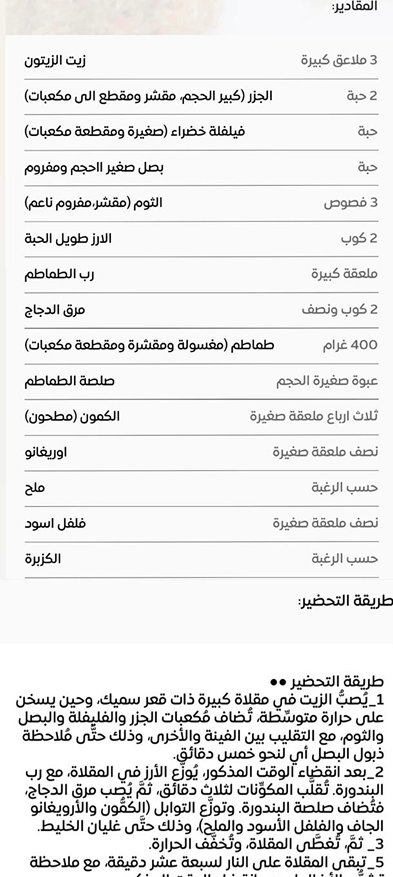 المقادير:
3 ملاعق كبيرة زيت الزيتون
2 حبة الجزر (كبير الحجم, مقشر ومقطع الى مكعبات)
حبة فيلفلة خضراء (صغيرة ومقطعة مكعبات)
حبة بصل صغير ااحجم ومفروم
3 فصوص الثوم (مقشر،مفروم ناعم)
2 كوب الارز طويل الحبة
ملعقة كبيرة رب الطماطم
2 كوب ونصف مرق الدجاج
400 غرام طماطم (مغسولة ومقشرة ومقطعة مكعبات)
عبوة صغيرة الحجم صلصة الطماطم
ثلاث ارباع ملعقة صغيرة الكمون (مطحون)
نصف ملعقة صغيرة اوريغانو
حسب الرغبة ملح
نصف ملعقة صغيرة فلفل اسود
حسب الرغبة الكزبرة
طريقة التحضير:
طريقة التحضير ••
1_يُصبُّ الزيت في مقلاة كبيرة ذات قعر سميك، وحين يسخن
على حرارة متوسِّطة، تُضاف مُكعبات الجزر والفليفلة والبصل
والثوم، مع التقليب بين الفينة والأخرى، وذلك حتَّى مُلاحظة
ذبول البصل أي لنحو خمس دقائق.
2_بعد انقضاء الوقت المذكور، يُوزَّع الأرز في المقلاة، مع رب
البندورة. تُقلَّب المكوِّنات لثلاث دقائق، ثمَّ يُصب مرق الدجاج،
فتُضاف صلصة البندورة. وتوزَّع التوابل (الكمُّون والأرويغانو
الجاف والفلفل الأسود والملح)، وذلك حتَّى غليان الخليط.
3_ ثمَّ، تُغطَّى المقلاة، وتُخفَّف الحرارة.
5_تبقى المقلاة على النار لسبعة عشر دقيقة، مع ملاحظة